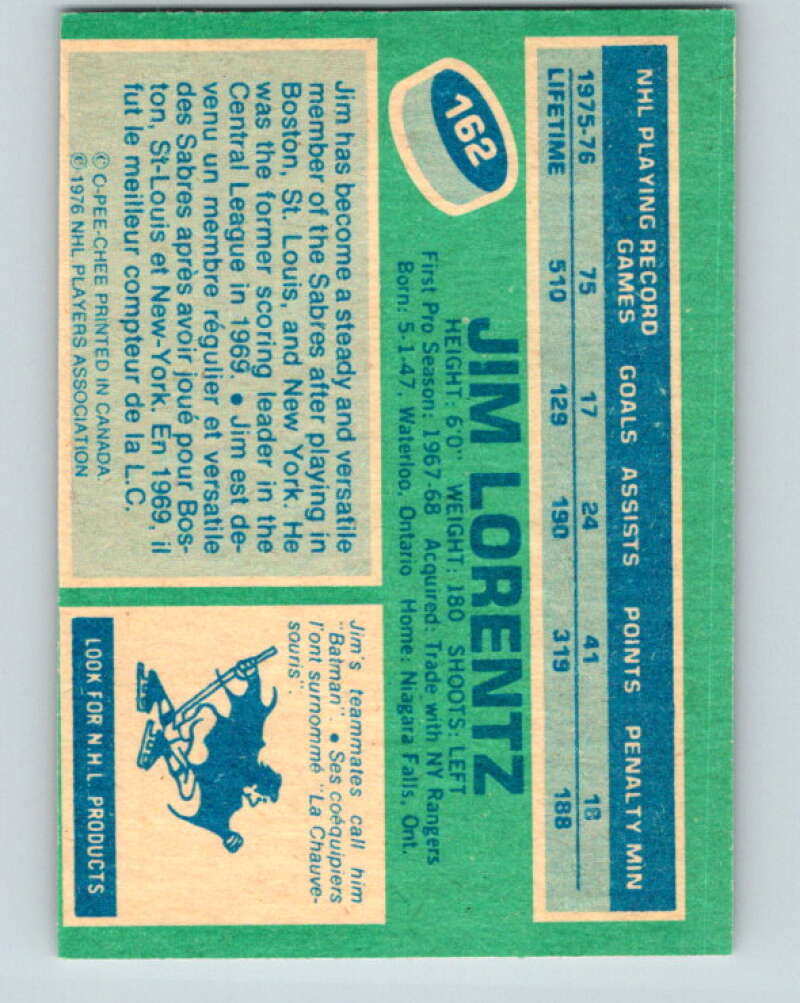 NHL PLAYING RECORD
GAMES GOALS ASSISTS POINTS PENALTY MIN
1975-76 75 17 24 41 18
LIFETIME 510 129 190 319 188
162
JIM LORENTZ
HEIGHT: 6'0" WEIGHT: 180 SHOOTS: LEFT
First Pro Season: 1967-68 Acquired: Trade with NY Rangers
Born: 5-1-47, Waterloo, Ontario Home: Niagara Falls, Ont.
Jim has become a steady and versatile
member of the Sabres after playing in
Boston, St. Louis, and New York. He
was the former scoring leader in the
Central League in 1969. • Jim est de-
venu un membre régulier et versatile
des Sabres après avoir joué pour Bos-
ton, St-Louis et New-York. En 1969, il
fut le meilleur compteur de la L.C.
© O-PEE-CHEE PRINTED IN CANADA.
© 1976 NHL PLAYERS ASSOCIATION
Jim's teammates call him
"Batman". • Ses coéquipiers
l'ont surnommé "La Chauve-
souris".
LOOK FOR N.H.L. PRODUCTS